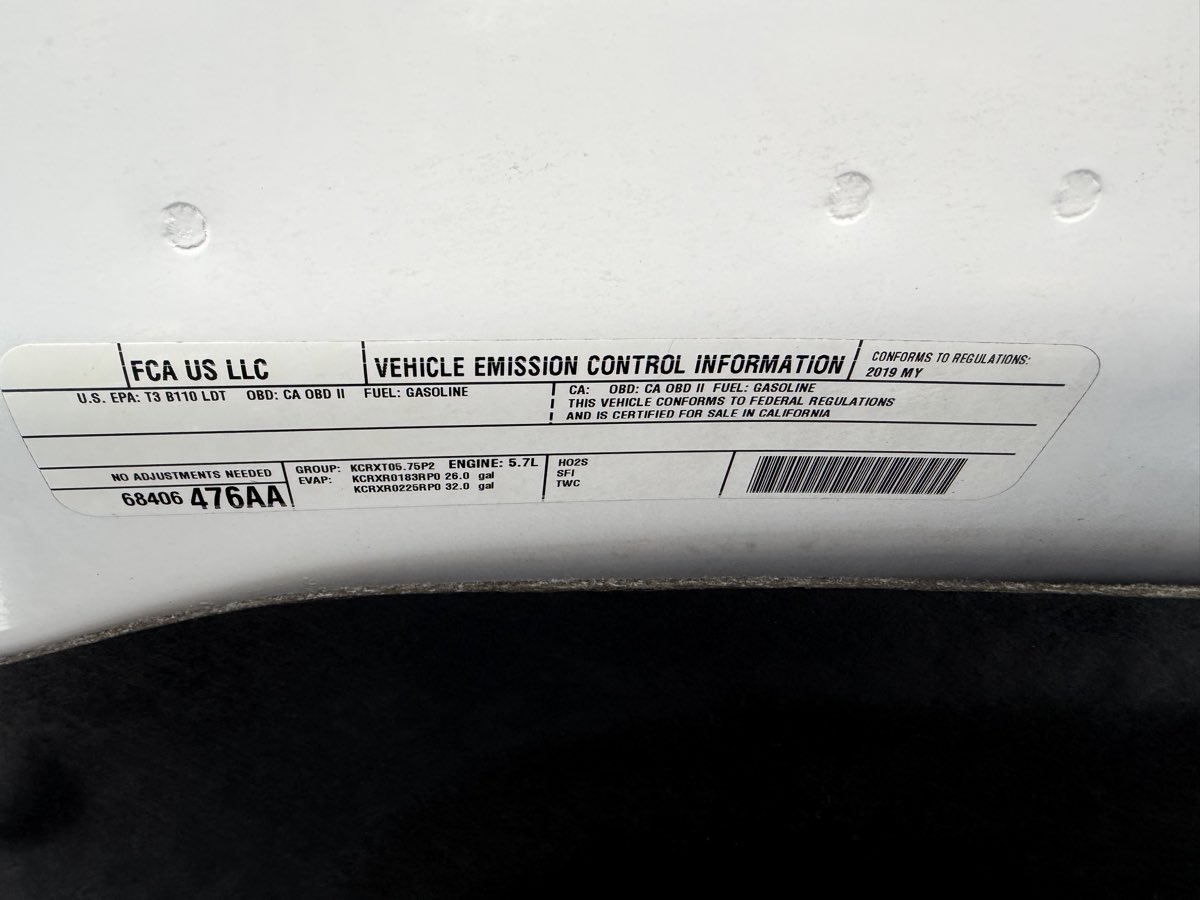 FCA US LLC
VEHICLE EMISSION CONTROL INFORMATION
CONFORMS TO REGULATIONS:
2019 MY
U.S. EPA: T3 B110 LDT OBD: CA OBD II FUEL: GASOLINE
CA: OBD: CA OBD II FUEL: GASOLINE
THIS VEHICLE CONFORMS TO FEDERAL REGULATIONS
AND IS CERTIFIED FOR SALE IN CALIFORNIA
NO ADJUSTMENTS NEEDED
68406 476AA
GROUP: KCRXT05.75P2 ENGINE: 5.7L
EVAP: KCRXR0183RP0 26.0 gal
KCRXR0225RP0 32.0 gal
HO2S
SFI
TWC